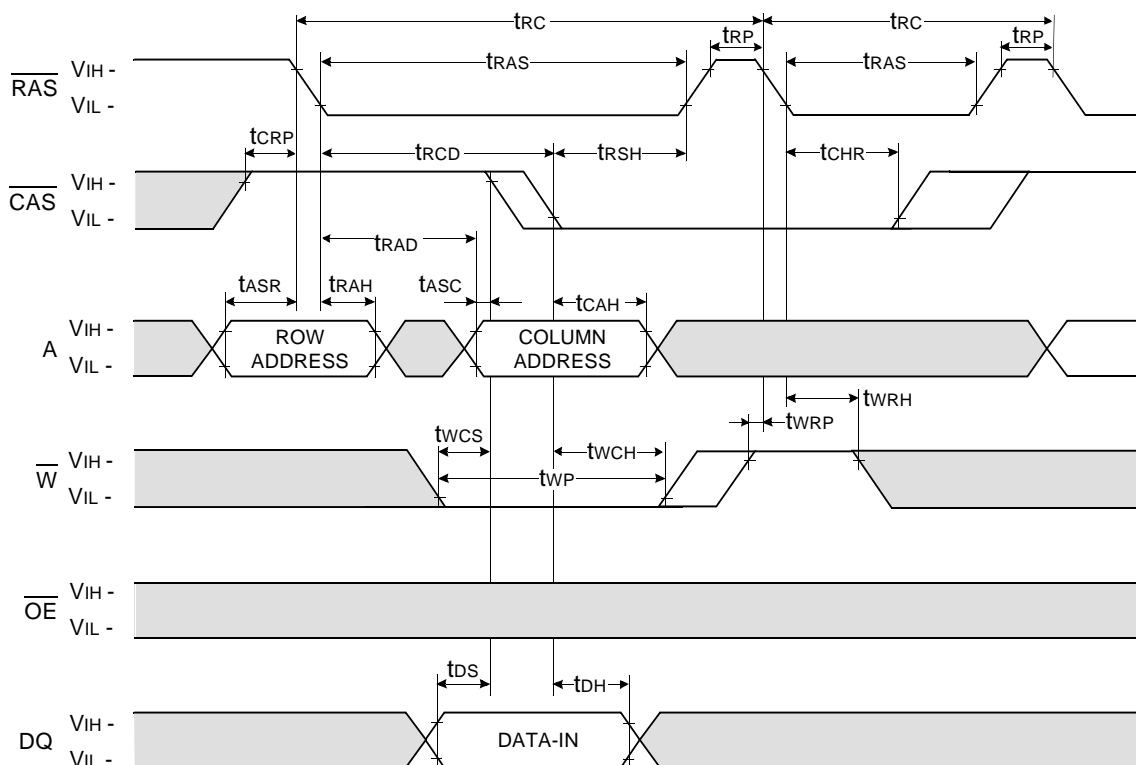 tRC tRC
tRP tRP
RAS VIH - tRAS tRAS
VIL -
tCRP tRCD tRSH tCHR
CAS VIH -
VIL -
tRAD
tASR tRAH tASC tCAH
A VIH - ROW COLUMN
VIL - ADDRESS ADDRESS
tWRP tWRH
tWCS tWCH
W VIH -
tWP
VIL -
OE VIH -
VIL -
tDS tDH
DQ VIH - DATA-IN
VIL -